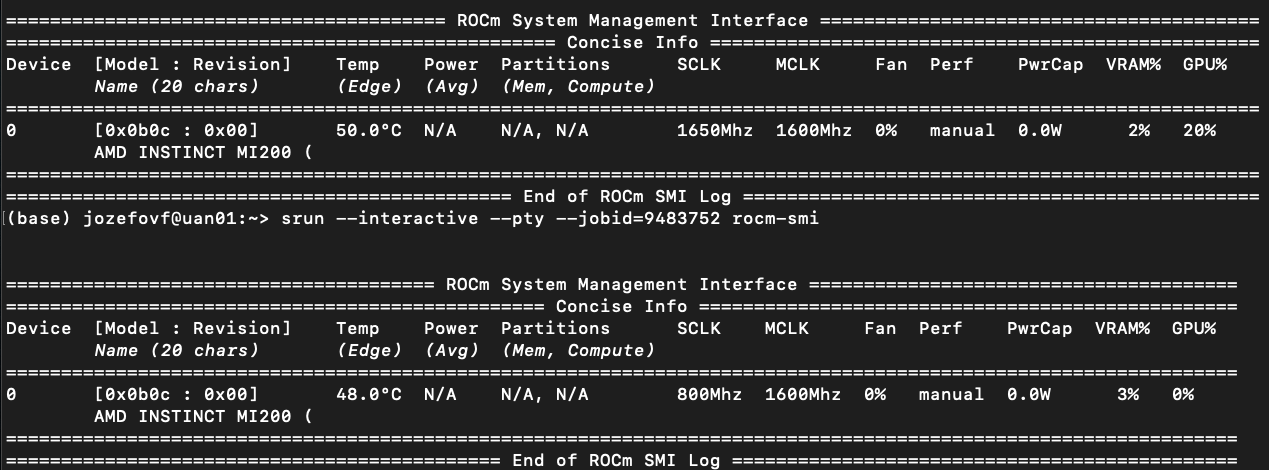 ======================================== ROCm System Management Interface ========================================
================================================== Concise Info ==================================================
Device  [Model : Revision]    Temp    Power  Partitions      SCLK     MCLK     Fan  Perf    PwrCap  VRAM%  GPU%
        Name (20 chars)       (Edge)  (Avg)  (Mem, Compute)
==================================================================================================================
0       [0x0b0c : 0x00]       50.0°C  N/A    N/A, N/A        1650Mhz  1600Mhz  0%   manual  0.0W      2%   20%
        AMD INSTINCT MI200 (
==================================================================================================================
============================================== End of ROCm SMI Log ===============================================
(base) jozefovf@uan01:~> srun --interactive --pty --jobid=9483752 rocm-smi
======================================= ROCm System Management Interface =======================================
================================================= Concise Info =================================================
Device  [Model : Revision]    Temp    Power  Partitions      SCLK    MCLK     Fan  Perf    PwrCap  VRAM%  GPU%
        Name (20 chars)       (Edge)  (Avg)  (Mem, Compute)
================================================================================================================
0       [0x0b0c : 0x00]       48.0°C  N/A    N/A, N/A        800Mhz  1600Mhz  0%   manual  0.0W      3%   0%
        AMD INSTINCT MI200 (
================================================================================================================
============================================= End of ROCm SMI Log ==============================================